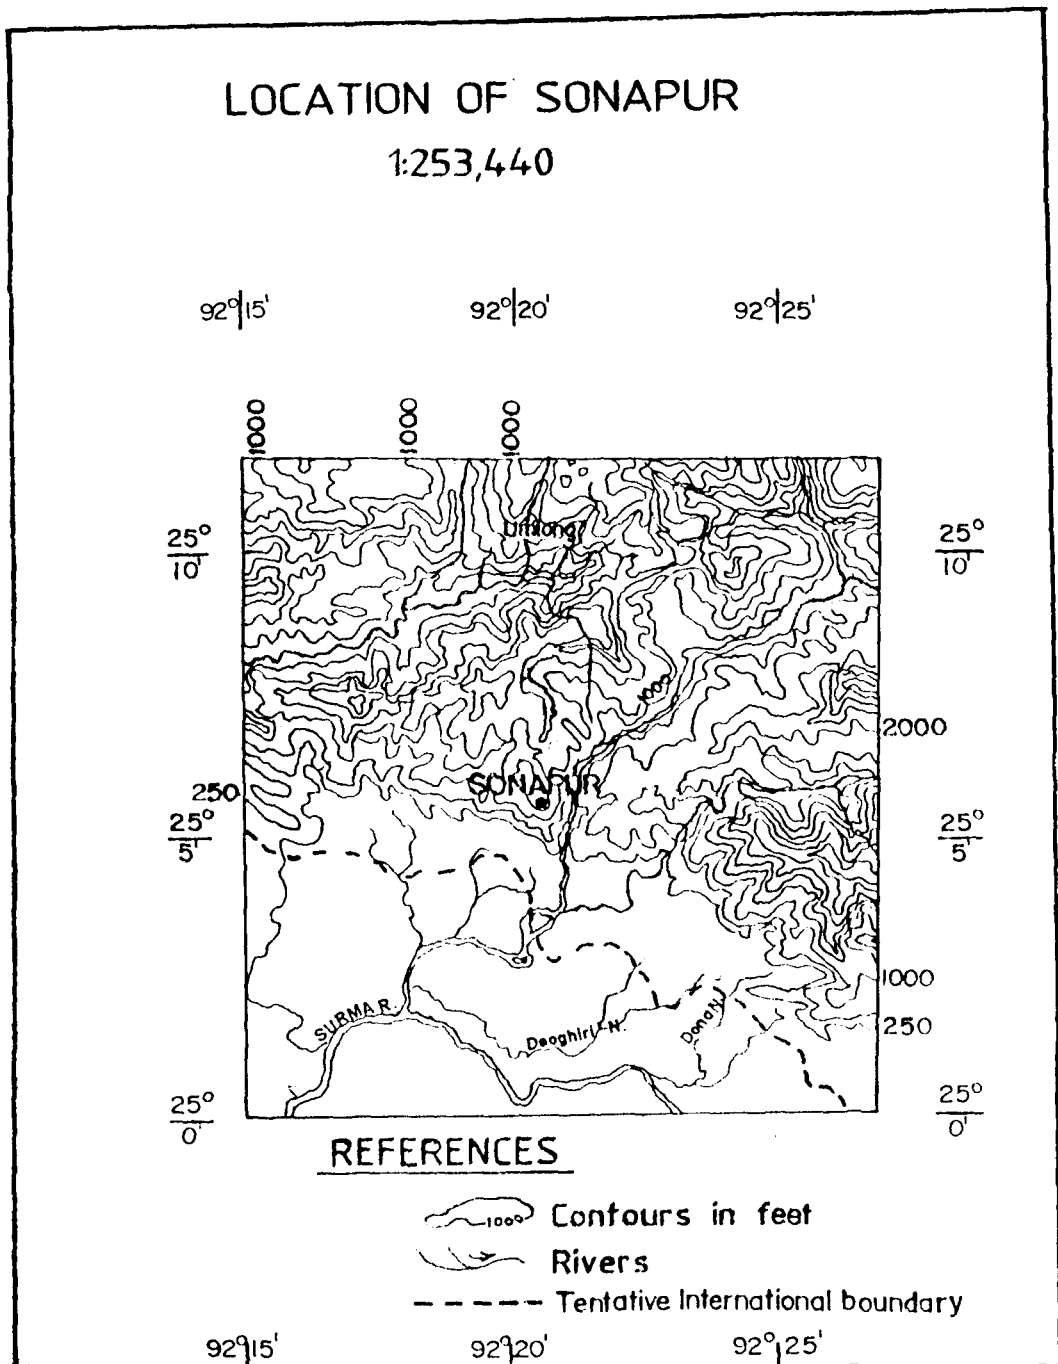 LOCATION OF SONAPUR
1:253,440
92°15' 92°20' 92°25'
1000 1000 1000
25° 10' 25° 10'
1000
2000
SONAPUR
250
25° 5' 25° 5'
1000
SURMA R. Deoghiri N. Dona N. 250
25° 0' 25° 0'
REFERENCES
1000 Contours in feet
Rivers
Tentative International boundary
92°15' 92°20' 92°25'